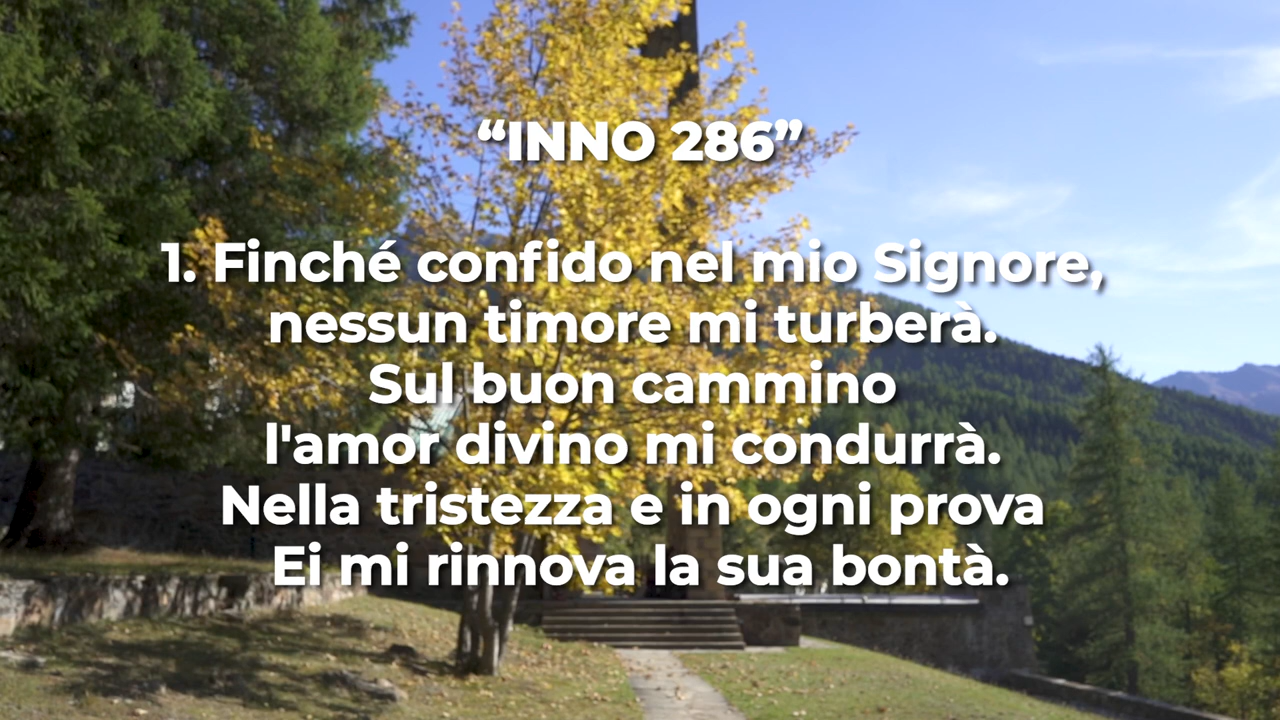 “INNO 286”
1. Finché confido nel mio Signore,
nessun timore mi turberà.
Sul buon cammino
l'amor divino mi condurrà.
Nella tristezza e in ogni prova
Ei mi rinnova la sua bontà.